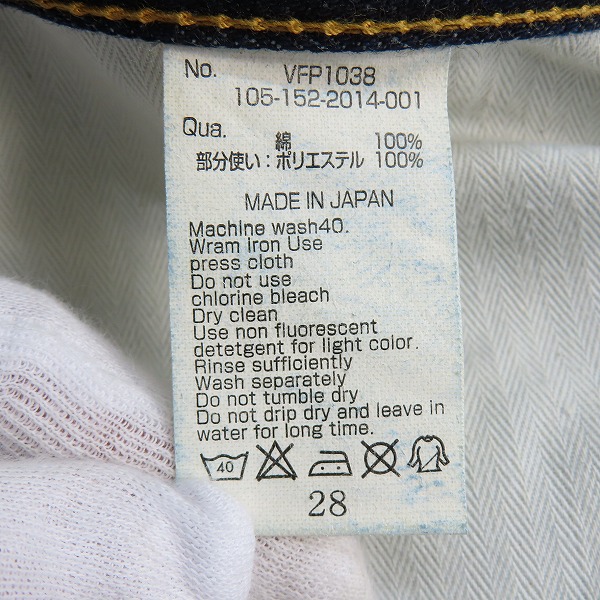 No. VFP1038
105-152-2014-001
Qua. 綿 100%
部分使い：ポリエステル 100%
MADE IN JAPAN
Machine wash40.
Wram iron Use
press cloth
Do not use
chlorine bleach
Dry clean
Use non fluorescent
detetgent for light color.
Rinse sufficiently
Wash separately
Do not tumble dry
Do not drip dry and leave in
water for long time.
40
28